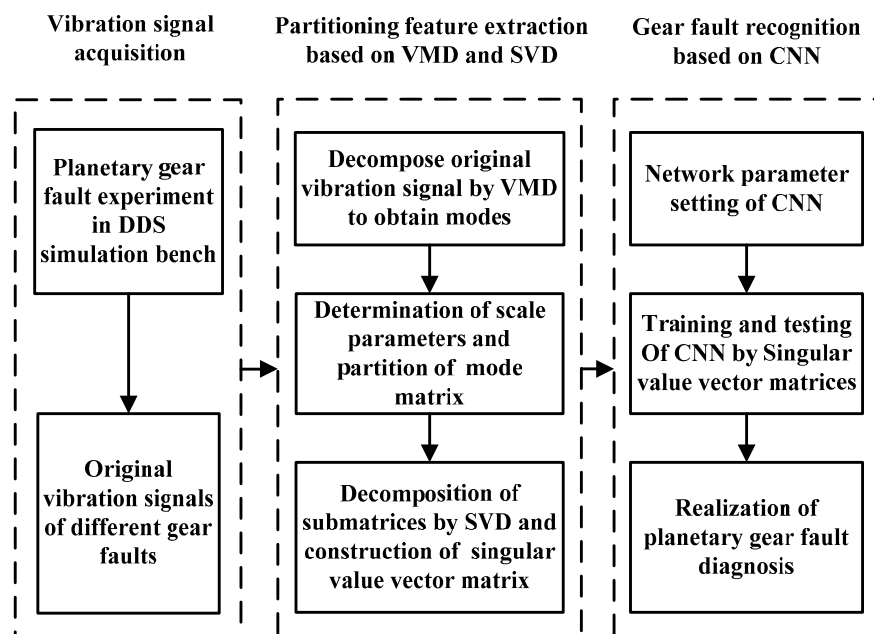 Vibration signal
acquisition
Partitioning feature extraction
based on VMD and SVD
Gear fault recognition
based on CNN
Planetary gear
fault experiment
in DDS
simulation bench
Original
vibration signals
of different gear
faults
Decompose original
vibration signal by VMD
to obtain modes
Determination of scale
parameters and
partition of mode
matrix
Decomposition of
submatrices by SVD and
construction of singular
value vector matrix
Network parameter
setting of CNN
Training and testing
Of CNN by Singular
value vector matrices
Realization of
planetary gear fault
diagnosis